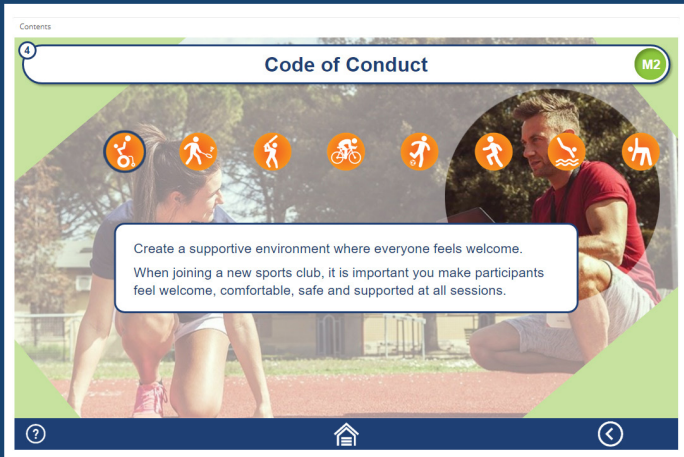 Contents
4
Code of Conduct
M2
Create a supportive environment where everyone feels welcome.
When joining a new sports club, it is important you make participants
feel welcome, comfortable, safe and supported at all sessions.
?